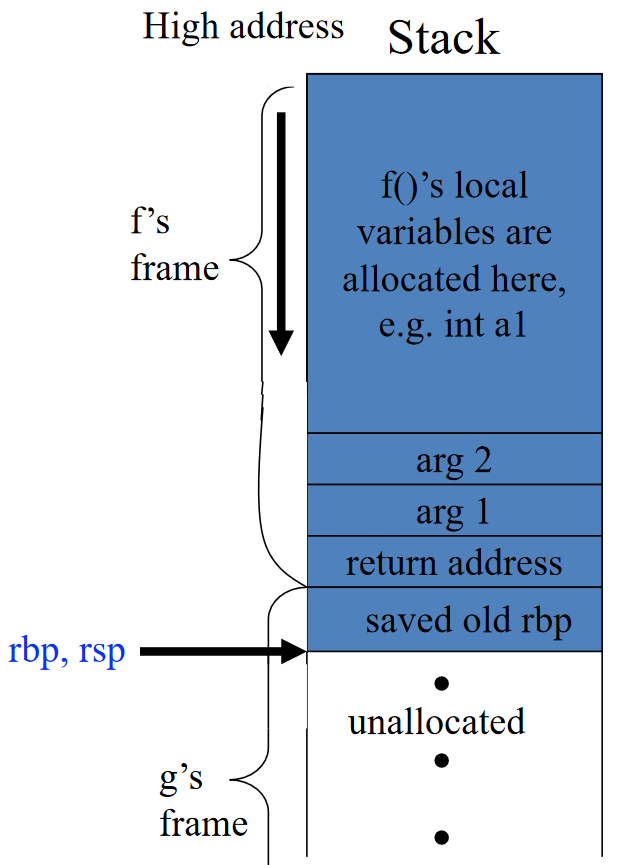 High address
Stack
f()’s local
variables are
allocated here,
e.g. int a1
f’s
frame
arg 2
arg 1
return address
saved old rbp
rbp, rsp
unallocated
g’s
frame